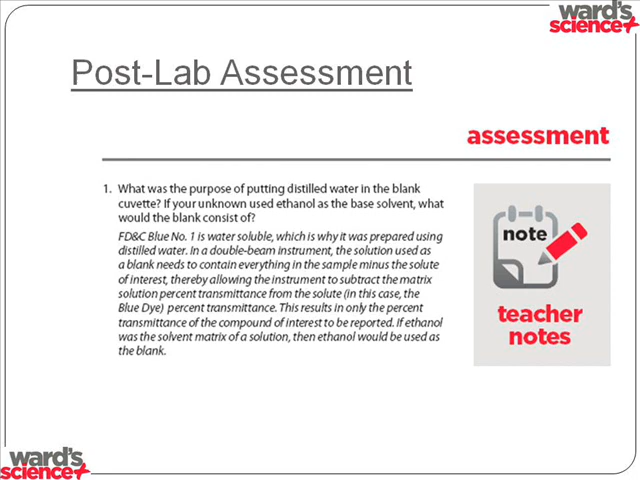 ward's
science+
Post-Lab Assessment
assessment
1. What was the purpose of putting distilled water in the blank
cuvette? If your unknown used ethanol as the base solvent, what
would the blank consist of?
FD&C Blue No. 1 is water soluble, which is why it was prepared using
distilled water. In a double-beam instrument, the solution used as
a blank needs to contain everything in the sample minus the solute
of interest, thereby allowing the instrument to subtract the matrix
solution percent transmittance from the solute (in this case, the
Blue Dye) percent transmittance. This results in only the percent
transmittance of the compound of interest to be reported. If ethanol
was the solvent matrix of a solution, then ethanol would be used as
the blank.
note
teacher
notes
ward's
science+